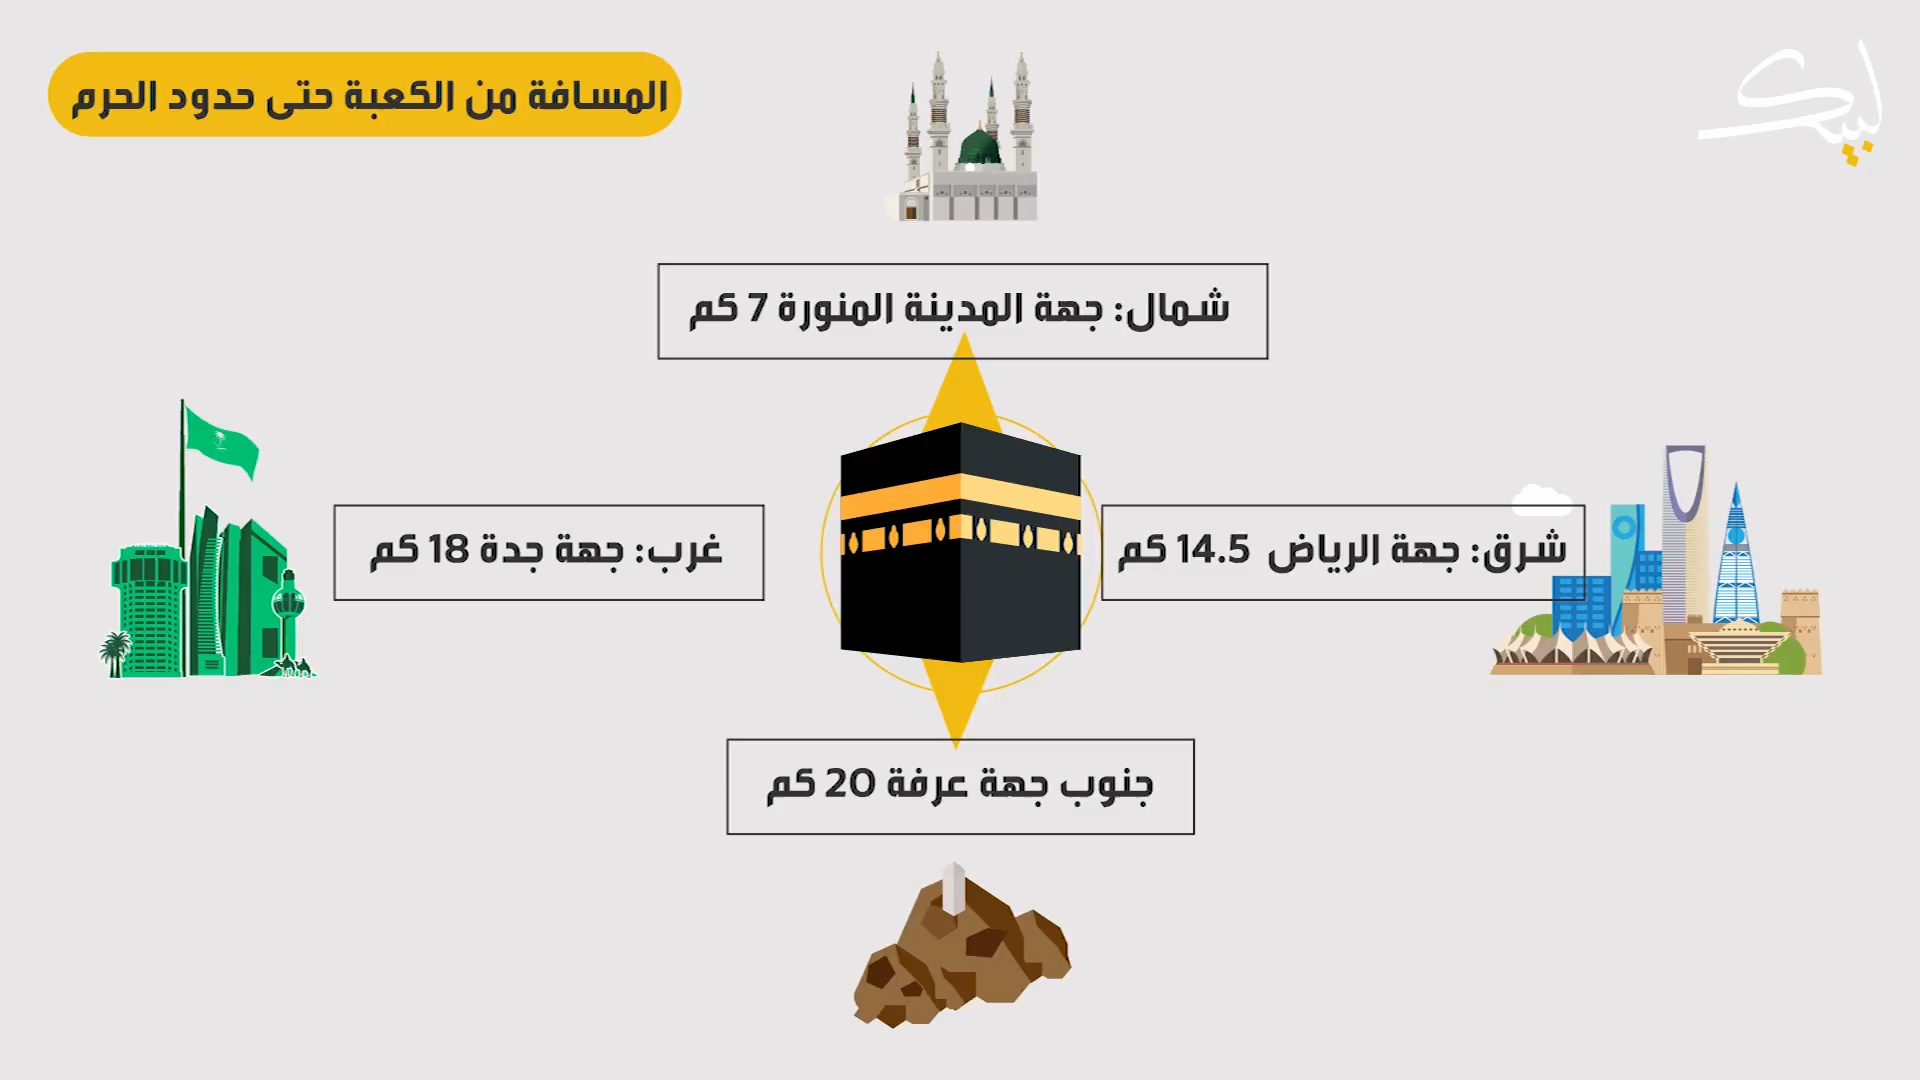 لبيك
المسافة من الكعبة حتى حدود الحرم
شمال: جهة المدينة المنورة 7 كم
شرق: جهة الرياض 14.5 كم
غرب: جهة جدة 18 كم
جنوب جهة عرفة 20 كم